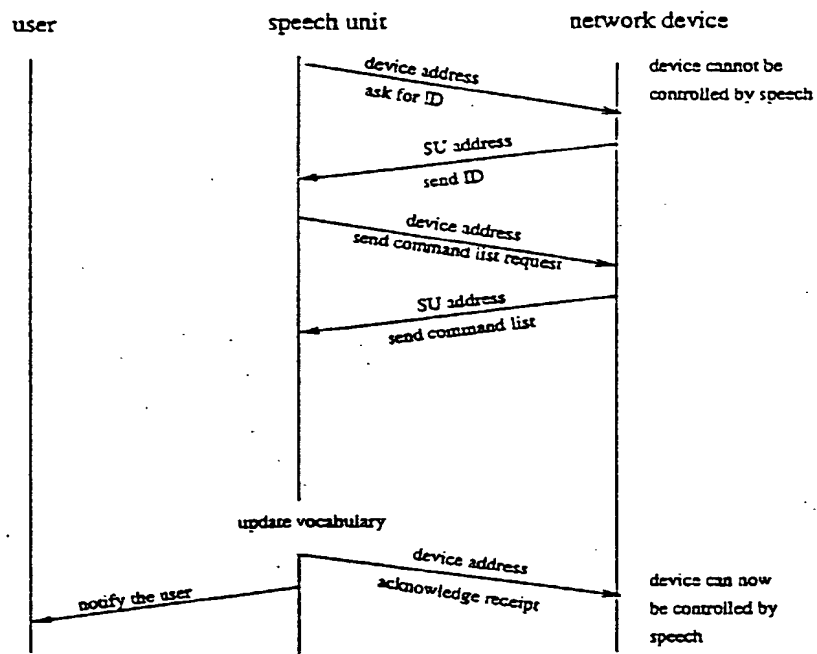 user
speech unit
network device
device address
ask for ID
device cannot be
controlled by speech
SU address
send ID
device address
send command list request
SU address
send command list
update vocabulary
device address
acknowledge receipt
notify the user
device can now
be controlled by
speech